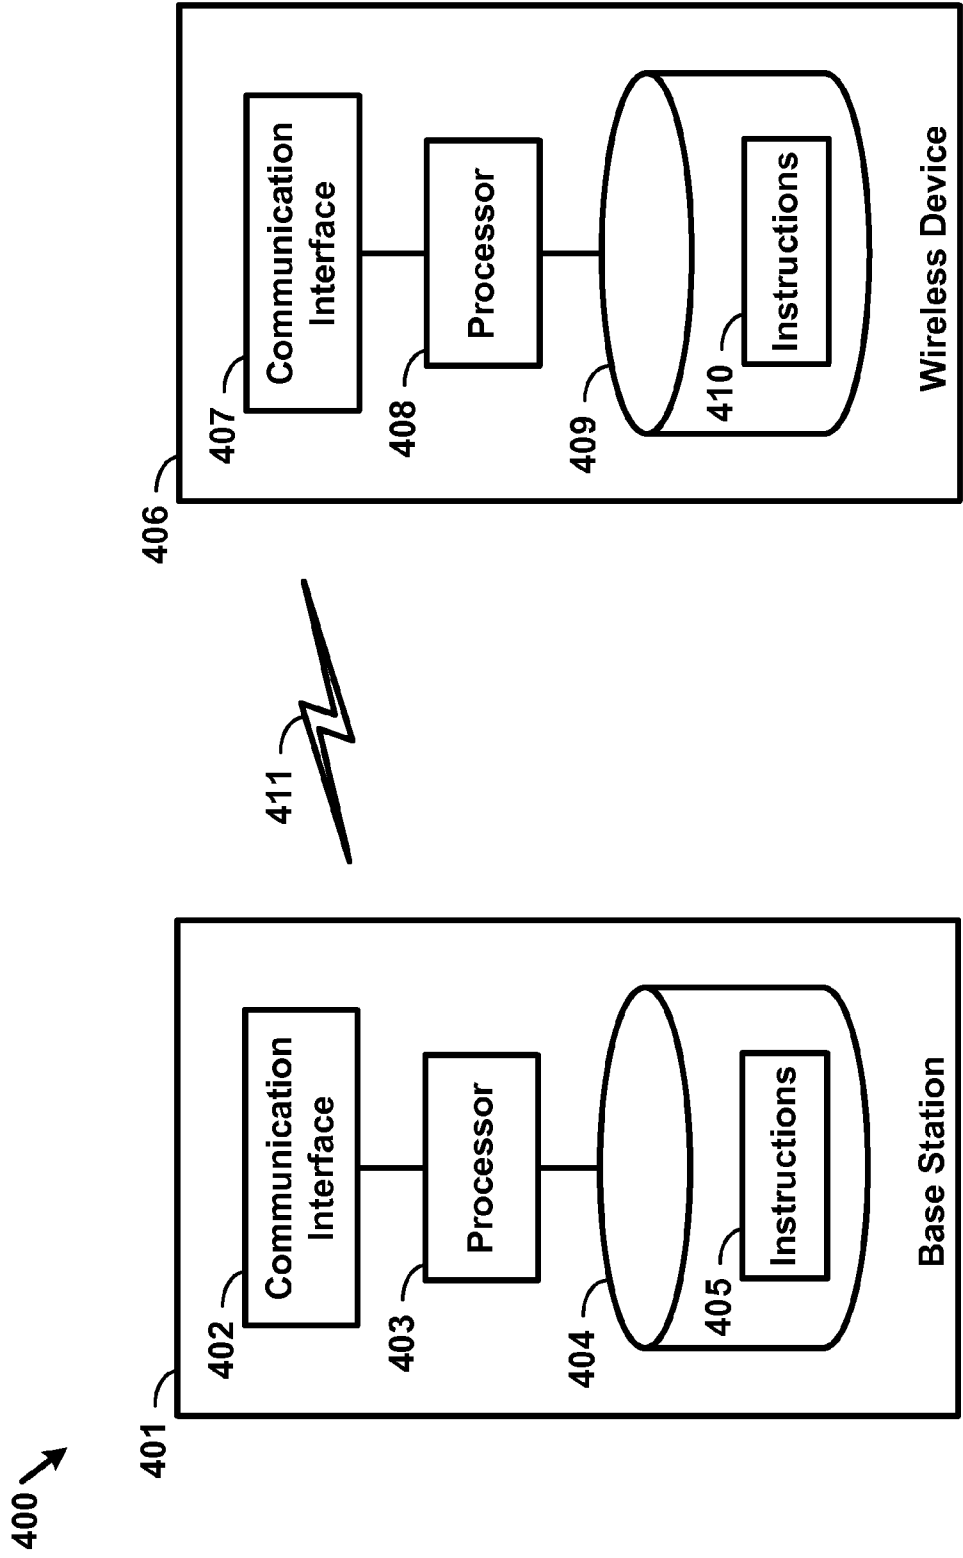 400
401
402
Communication
Interface
403
Processor
404
405
Instructions
Base Station
411
406
407
Communication
Interface
408
Processor
409
410
Instructions
Wireless Device